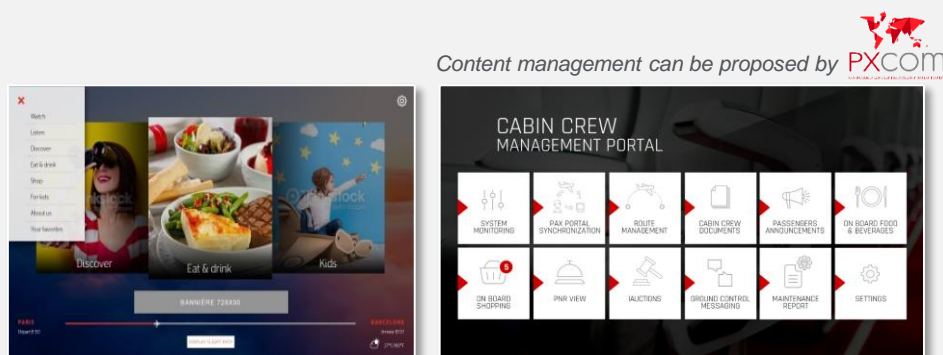 Content management can be proposed by PXCOM
Watch
Listen
Discover
Eat & drink
Shop
For kids
About us
Your favorites
Discover
Eat & drink
Kids
BANNIÈRE 728X90
PARIS
BARCELONE
CABIN CREW
MANAGEMENT PORTAL
SYSTEM
MONITORING
PAX PORTAL
SYNCHRONIZATION
ROUTE
MANAGEMENT
CABIN CREW
DOCUMENTS
PASSENGERS
ANNOUNCEMENTS
ON BOARD FOOD
& BEVERAGES
5
ON BOARD
SHOPPING
PNR VIEW
IAUCTIONS
GROUND CONTROL
MESSAGING
MAINTENANCE
REPORT
SETTINGS